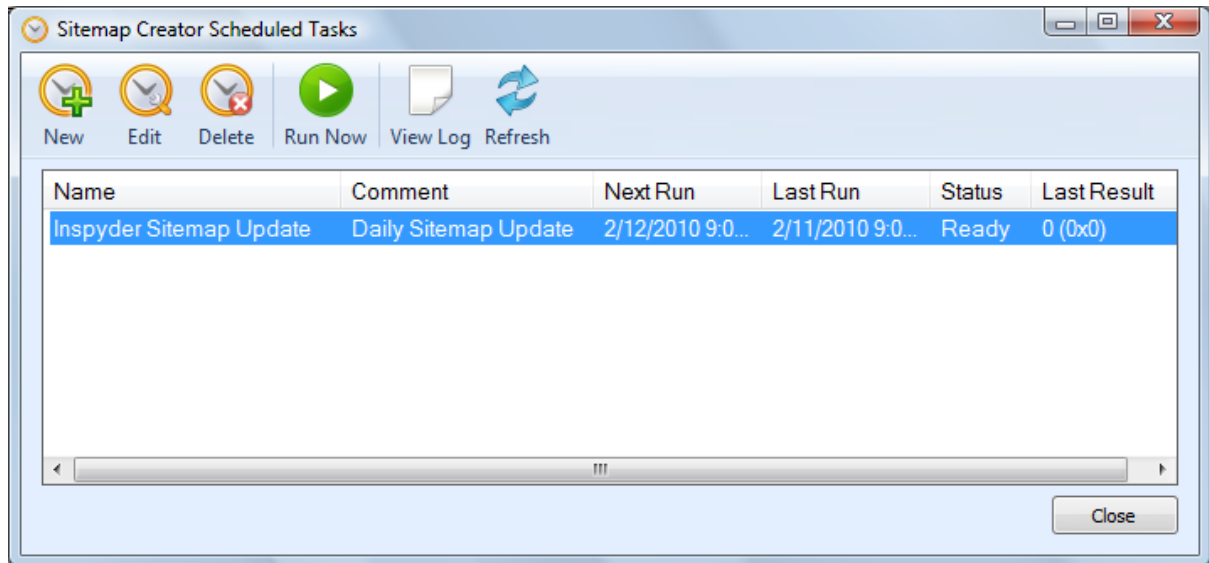 Sitemap Creator Scheduled Tasks
New Edit Delete Run Now View Log Refresh
Name Comment Next Run Last Run Status Last Result
Inspyder Sitemap Update Daily Sitemap Update 2/12/2010 9:0... 2/11/2010 9:0... Ready 0 (0x0)
Close